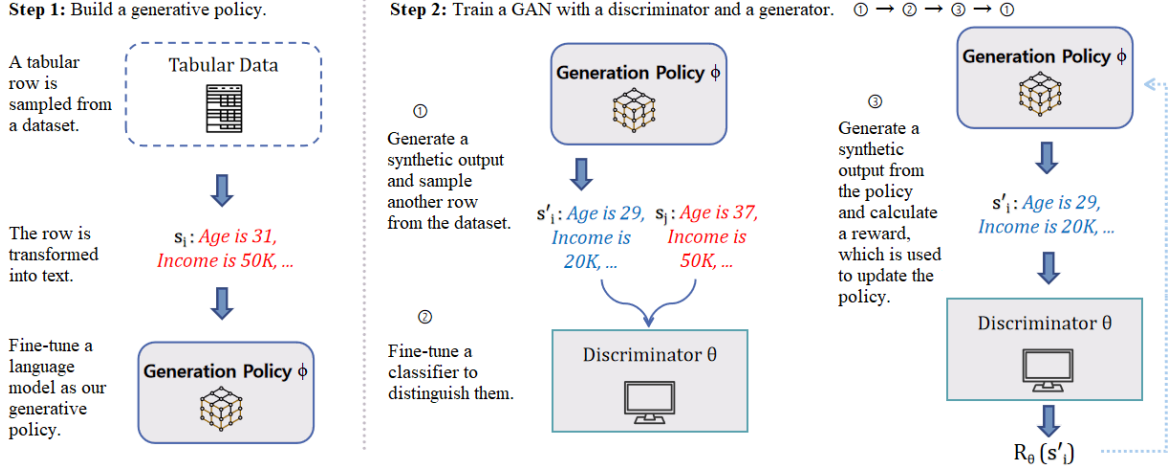 Step 1: Build a generative policy.
A tabular
row is
sampled from
a dataset.
Tabular Data
The row is
transformed
into text.
sᵢ: Age is 31,
Income is 50K, ...
Fine-tune a
language
model as our
generative
policy.
Generation Policy ϕ
Step 2: Train a GAN with a discriminator and a generator. ① → ② → ③ → ①
Generation Policy ϕ
①
Generate a
synthetic output
and sample
another row
from the dataset.
s'ᵢ: Age is 29,
Income is
20K, ...
sⱼ: Age is 37,
Income is
50K, ...
②
Fine-tune a
classifier to
distinguish them.
Discriminator θ
Generation Policy ϕ
③
Generate a
synthetic
output from
the policy
and calculate
a reward,
which is used
to update the
policy.
s'ᵢ: Age is 29,
Income is 20K, ...
Discriminator θ
R_θ (s'ᵢ)